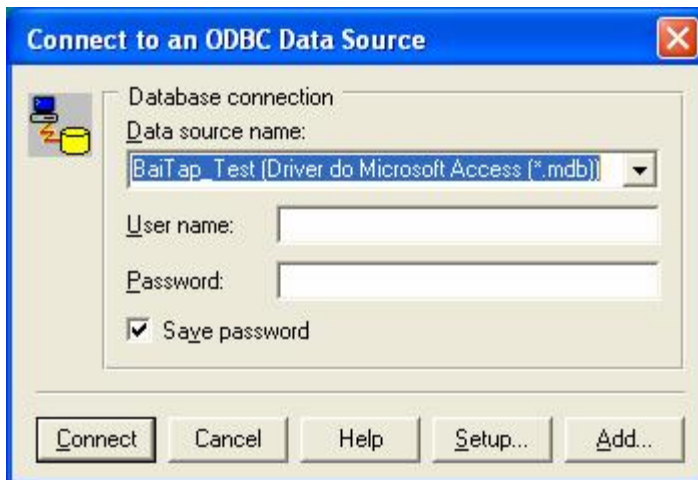 Connect to an ODBC Data Source
Database connection
Data source name:
BaiTap_Test (Driver do Microsoft Access (*.mdb))
User name:
Password:
Save password
Connect Cancel Help Setup... Add...